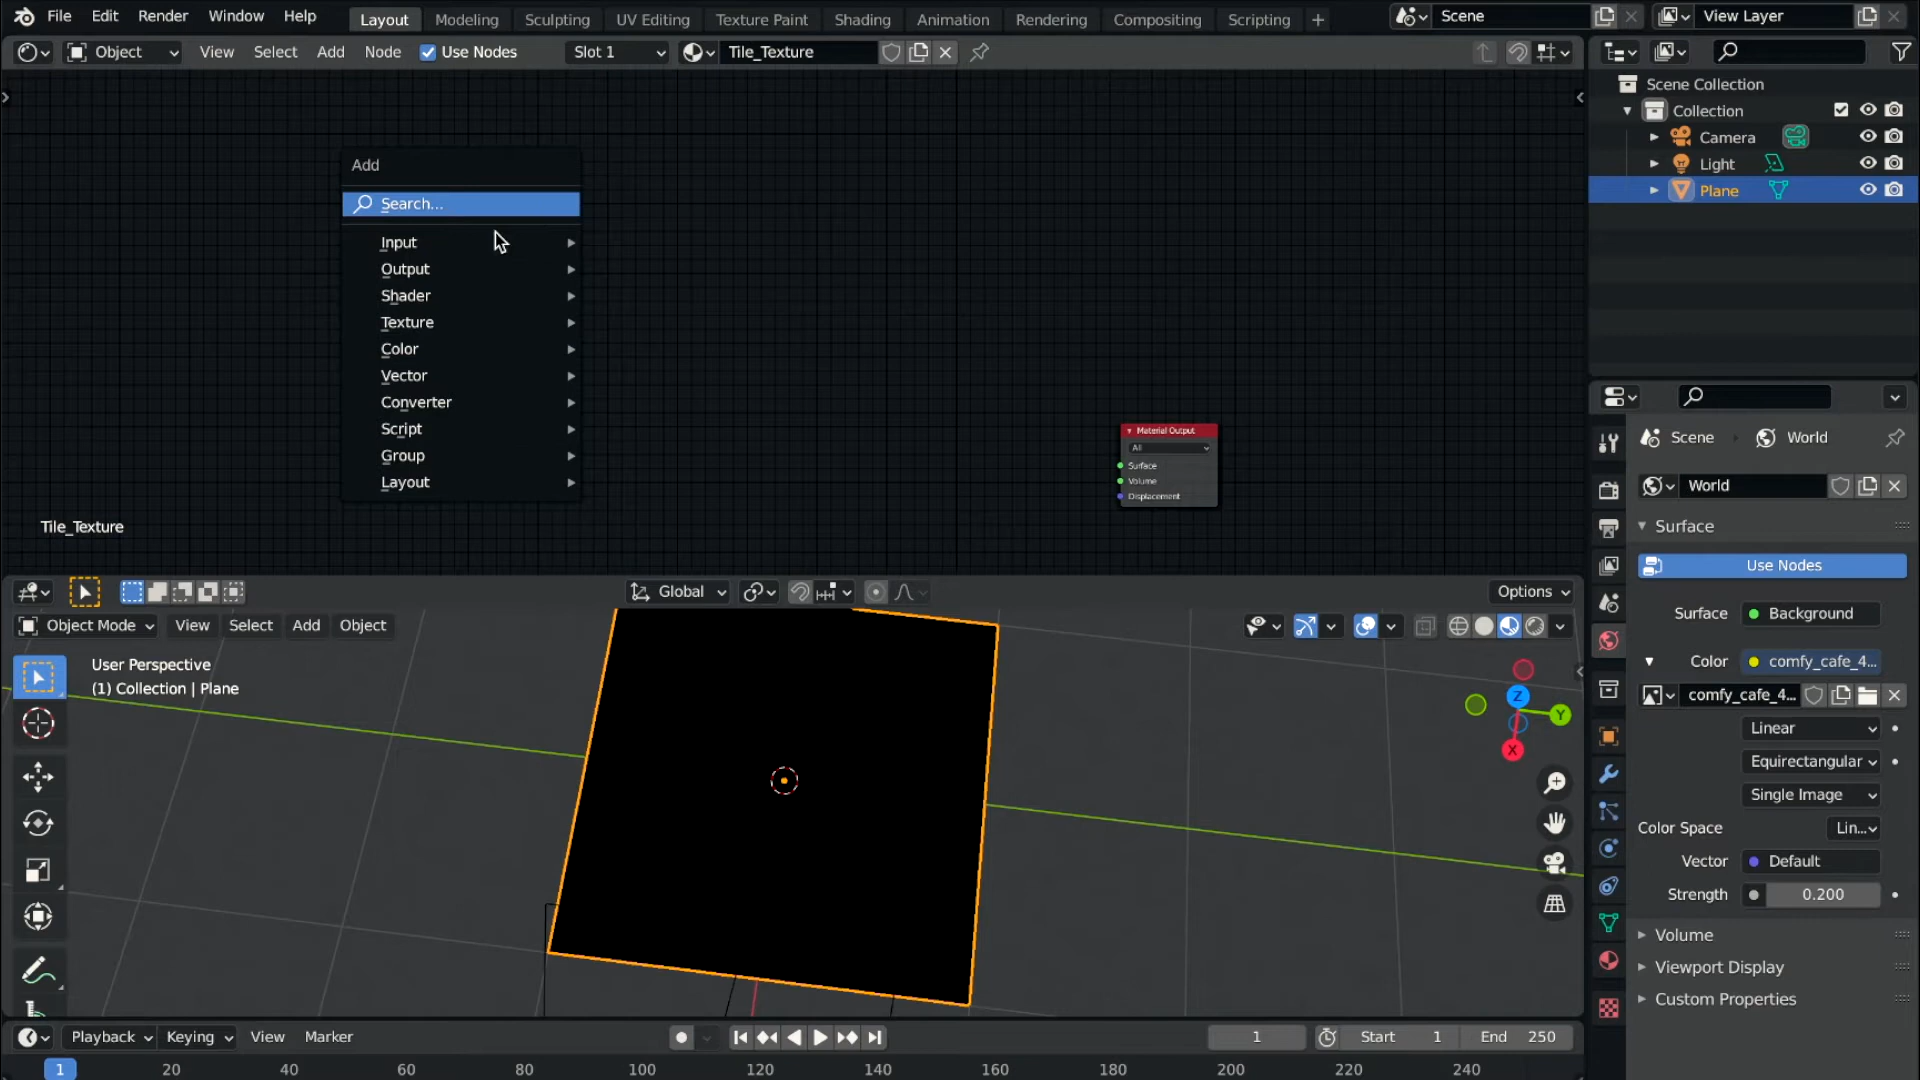 File Edit Render Window Help Layout Modeling Sculpting UV Editing Texture Paint Shading Animation Rendering Compositing Scripting + Scene View Layer
Object View Select Add Node Use Nodes Slot 1 Tile_Texture
Scene Collection
Collection
Camera
Light
Plane
Add
Search...
Input
Output
Shader
Texture
Color
Vector
Converter
Script
Group
Layout
Material Output
All
Surface
Volume
Displacement
Tile_Texture
Scene World
World
Surface
Use Nodes
Surface Background
Color comfy_cafe_4...
comfy_cafe_4...
Linear
Equirectangular
Single Image
Color Space Lin...
Vector Default
Strength 0.200
Volume
Viewport Display
Custom Properties
Global Options
Object Mode View Select Add Object
User Perspective
(1) Collection | Plane
Z
Y
X
Playback Keying View Marker 1 Start 1 End 250
1 20 40 60 80 100 120 140 160 180 200 220 240